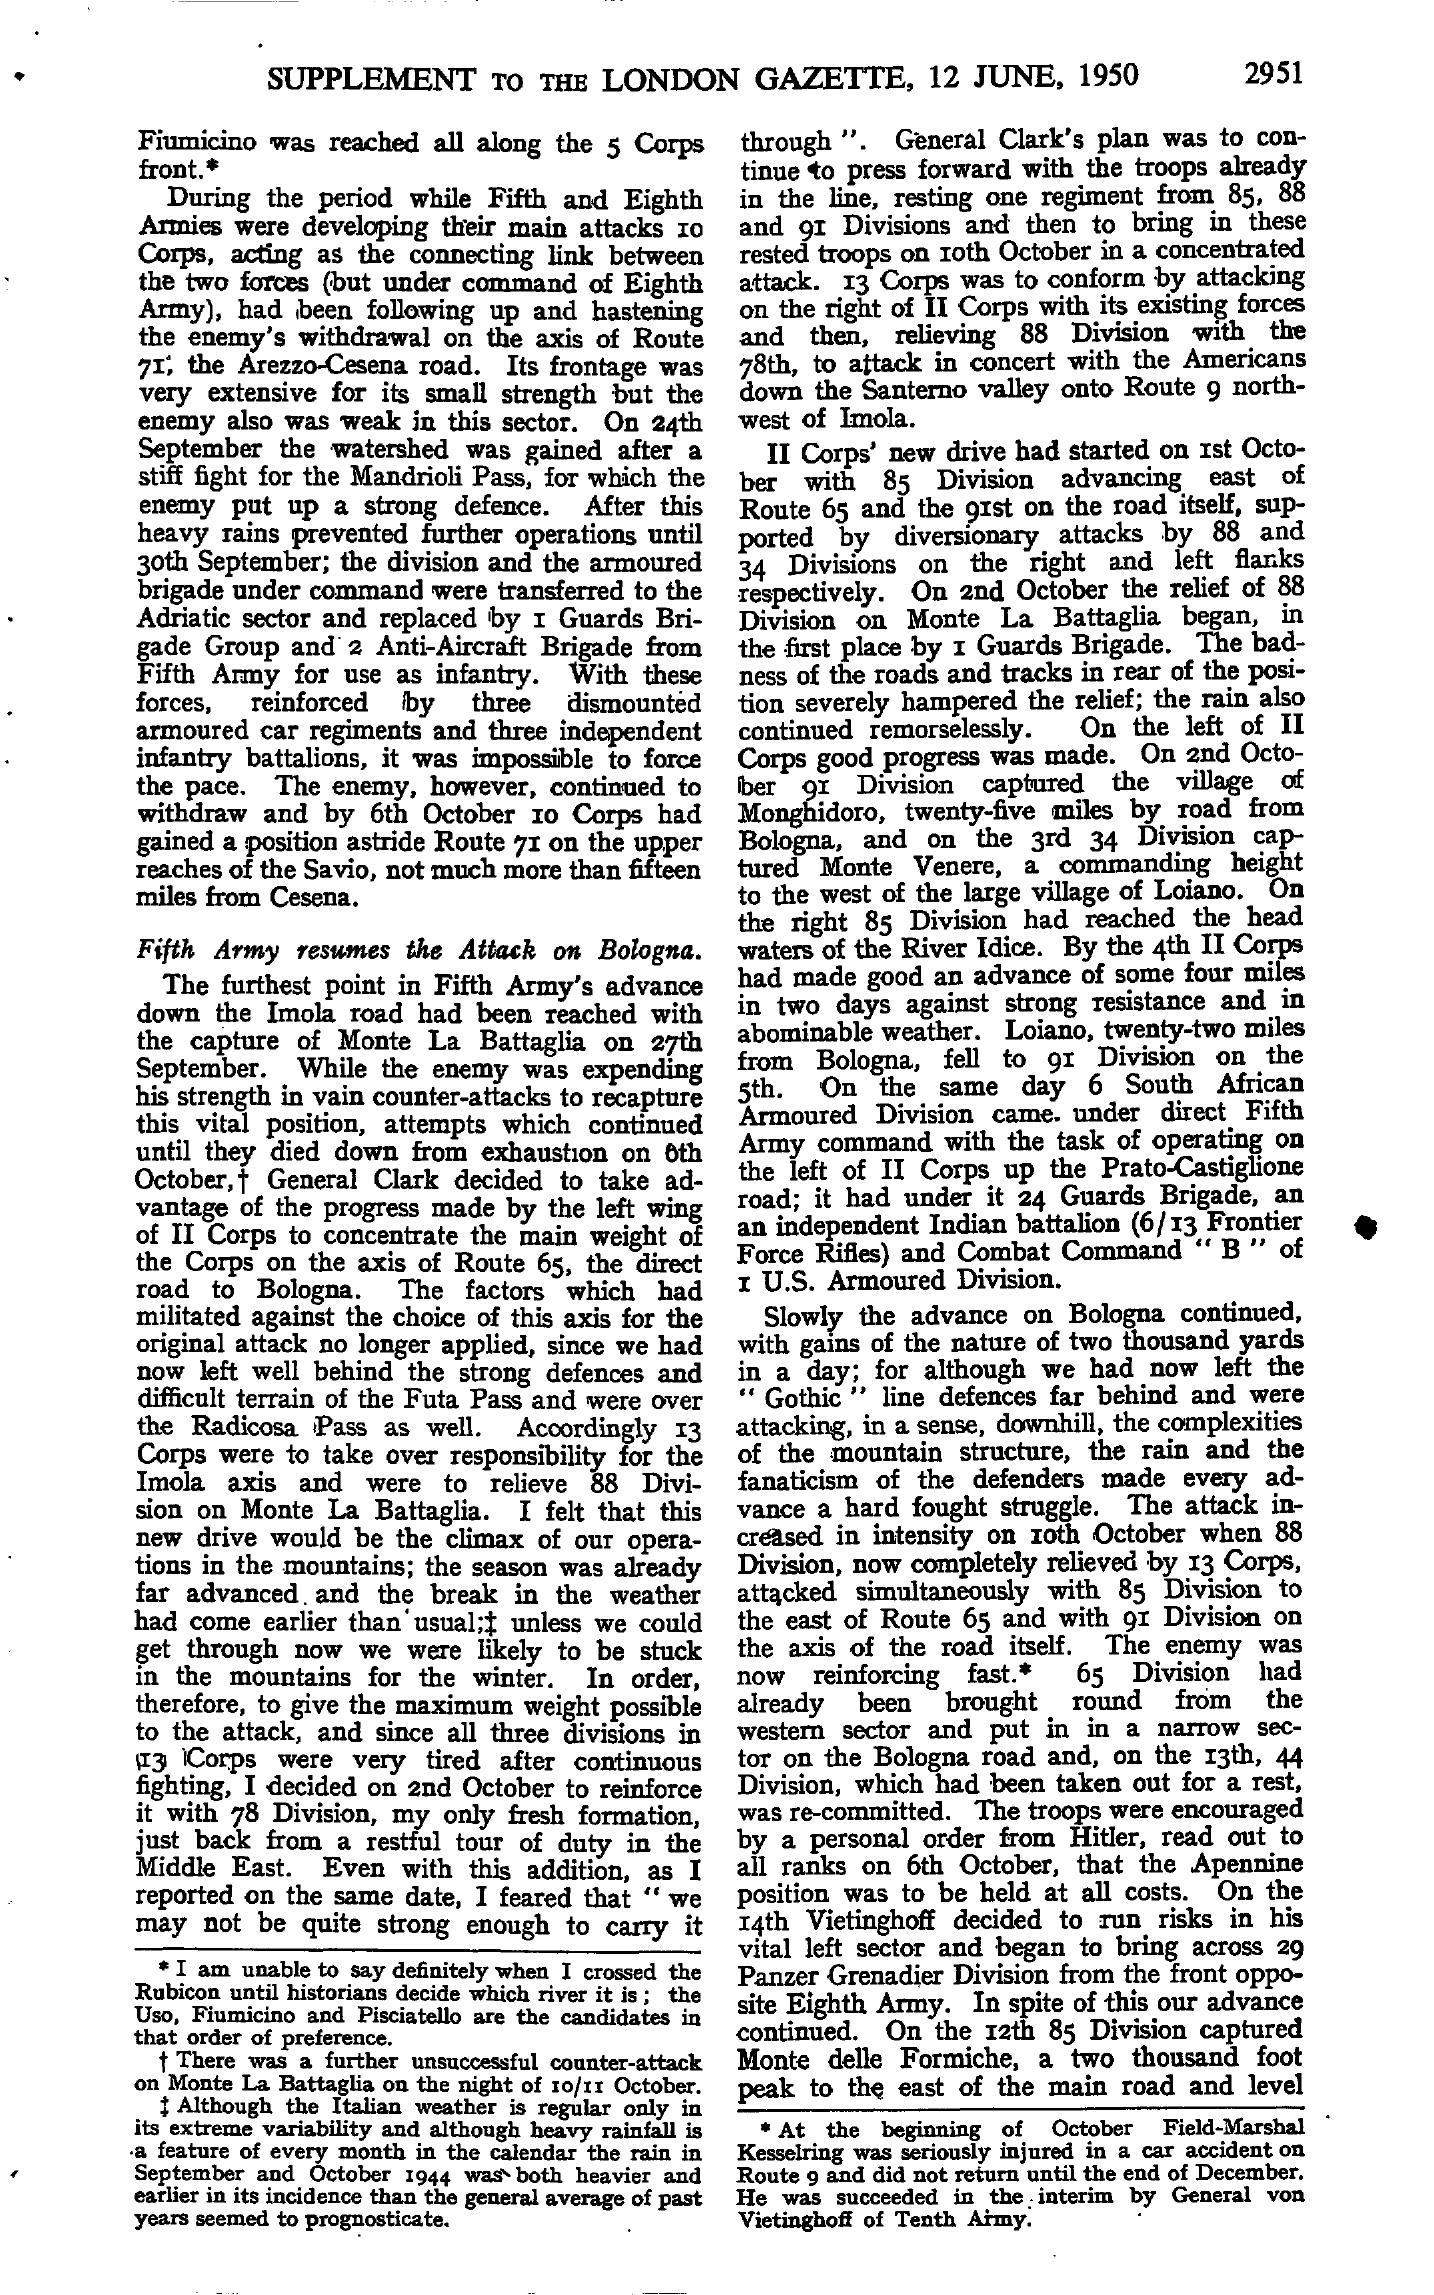 SUPPLEMENT TO THE LONDON GAZETTE, 12 JUNE, 1950 2951
Fiumicino was reached all along the 5 Corps
front.*
During the period while Fifth and Eighth
Armies were developing their main attacks 10
Corps, acting as the connecting link between
the two forces (but under command of Eighth
Army), had been following up and hastening
the enemy's withdrawal on the axis of Route
71, the Arezzo-Cesena road. Its frontage was
very extensive for its small strength but the
enemy also was weak in this sector. On 24th
September the watershed was gained after a
stiff fight for the Mandrioli Pass, for which the
enemy put up a strong defence. After this
heavy rains prevented further operations until
30th September; the division and the armoured
brigade under command were transferred to the
Adriatic sector and replaced by 1 Guards Bri-
gade Group and 2 Anti-Aircraft Brigade from
Fifth Army for use as infantry. With these
forces, reinforced by three dismounted
armoured car regiments and three independent
infantry battalions, it was impossible to force
the pace. The enemy, however, continued to
withdraw and by 6th October 10 Corps had
gained a position astride Route 71 on the upper
reaches of the Savio, not much more than fifteen
miles from Cesena.
Fifth Army resumes the Attack on Bologna.
The furthest point in Fifth Army's advance
down the Imola road had been reached with
the capture of Monte La Battaglia on 27th
September. While the enemy was expending
his strength in vain counter-attacks to recapture
this vital position, attempts which continued
until they died down from exhaustion on 6th
October,† General Clark decided to take ad-
vantage of the progress made by the left wing
of II Corps to concentrate the main weight of
the Corps on the axis of Route 65, the direct
road to Bologna. The factors which had
militated against the choice of this axis for the
original attack no longer applied, since we had
now left well behind the strong defences and
difficult terrain of the Futa Pass and were over
the Radicosa Pass as well. Accordingly 13
Corps were to take over responsibility for the
Imola axis and were to relieve 88 Divi-
sion on Monte La Battaglia. I felt that this
new drive would be the climax of our opera-
tions in the mountains; the season was already
far advanced and the break in the weather
had come earlier than usual;‡ unless we could
get through now we were likely to be stuck
in the mountains for the winter. In order,
therefore, to give the maximum weight possible
to the attack, and since all three divisions in
13 Corps were very tired after continuous
fighting, I decided on 2nd October to reinforce
it with 78 Division, my only fresh formation,
just back from a restful tour of duty in the
Middle East. Even with this addition, as I
reported on the same date, I feared that " we
may not be quite strong enough to carry it
* I am unable to say definitely when I crossed the
Rubicon until historians decide which river it is; the
Uso, Fiumicino and Pisciatello are the candidates in
that order of preference.
† There was a further unsuccessful counter-attack
on Monte La Battaglia on the night of 10/11 October.
‡ Although the Italian weather is regular only in
its extreme variability and although heavy rainfall is
a feature of every month in the calendar the rain in
September and October 1944 was both heavier and
earlier in its incidence than the general average of past
years seemed to prognosticate.
through ". General Clark's plan was to con-
tinue to press forward with the troops already
in the line, resting one regiment from 85, 88
and 91 Divisions and then to bring in these
rested troops on 10th October in a concentrated
attack. 13 Corps was to conform by attacking
on the right of II Corps with its existing forces
and then, relieving 88 Division with the
78th, to attack in concert with the Americans
down the Santerno valley onto Route 9 north-
west of Imola.
II Corps' new drive had started on 1st Octo-
ber with 85 Division advancing east of
Route 65 and the 91st on the road itself, sup-
ported by diversionary attacks by 88 and
34 Divisions on the right and left flanks
respectively. On 2nd October the relief of 88
Division on Monte La Battaglia began, in
the first place by 1 Guards Brigade. The bad-
ness of the roads and tracks in rear of the posi-
tion severely hampered the relief; the rain also
continued remorselessly. On the left of II
Corps good progress was made. On 2nd Octo-
ber 91 Division captured the village of
Monghidoro, twenty-five miles by road from
Bologna, and on the 3rd 34 Division cap-
tured Monte Venere, a commanding height
to the west of the large village of Loiano. On
the right 85 Division had reached the head
waters of the River Idice. By the 4th II Corps
had made good an advance of some four miles
in two days against strong resistance and in
abominable weather. Loiano, twenty-two miles
from Bologna, fell to 91 Division on the
5th. On the same day 6 South African
Armoured Division came under direct Fifth
Army command with the task of operating on
the left of II Corps up the Prato-Castiglione
road; it had under it 24 Guards Brigade, an
an independent Indian battalion (6/13 Frontier
Force Rifles) and Combat Command " B " of
1 U.S. Armoured Division.
Slowly the advance on Bologna continued,
with gains of the nature of two thousand yards
in a day; for although we had now left the
" Gothic " line defences far behind and were
attacking, in a sense, downhill, the complexities
of the mountain structure, the rain and the
fanaticism of the defenders made every ad-
vance a hard fought struggle. The attack in-
creased in intensity on 10th October when 88
Division, now completely relieved by 13 Corps,
attacked simultaneously with 85 Division to
the east of Route 65 and with 91 Division on
the axis of the road itself. The enemy was
now reinforcing fast.* 65 Division had
already been brought round from the
western sector and put in in a narrow sec-
tor on the Bologna road and, on the 13th, 44
Division, which had been taken out for a rest,
was re-committed. The troops were encouraged
by a personal order from Hitler, read out to
all ranks on 6th October, that the Apennine
position was to be held at all costs. On the
14th Vietinghoff decided to run risks in his
vital left sector and began to bring across 29
Panzer Grenadier Division from the front oppo-
site Eighth Army. In spite of this our advance
continued. On the 12th 85 Division captured
Monte delle Formiche, a two thousand foot
peak to the east of the main road and level
* At the beginning of October Field-Marshal
Kesselring was seriously injured in a car accident on
Route 9 and did not return until the end of December.
He was succeeded in the interim by General von
Vietinghoff of Tenth Army.